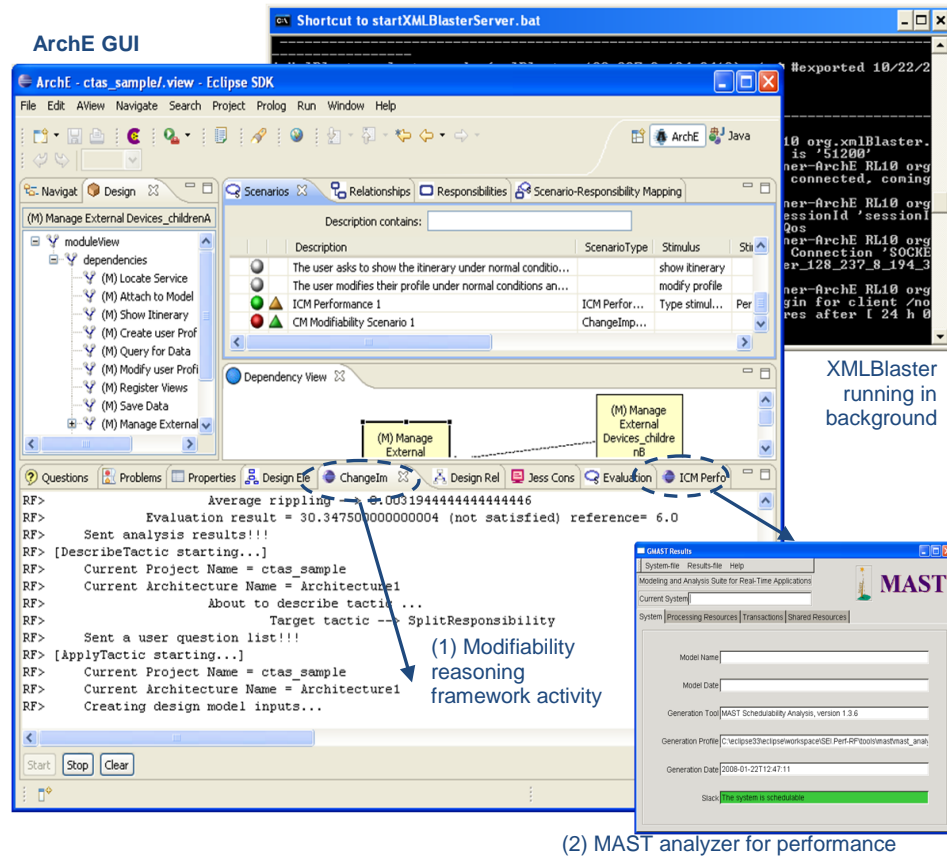 ArchE GUI
Shortcut to startXMLBlasterServer.bat
#exported 10/22/2
10 org.xmlBlaster.
is '51200'
ner-ArchE RL10 org
connected, coming
ner-ArchE RL10 org
essionId 'sessionI
Qos
ner-ArchE RL10 org
Connection 'SOCKE
er_128_237_8_194_3
ner-ArchE RL10 org
gin for client /no
res after [ 24 h 0
XMLBlaster
running in
background
ArchE - ctas_sample/.view - Eclipse SDK
File Edit AView Navigate Search Project Prolog Run Window Help
ArchE Java
Navigat Design
(M) Manage External Devices_childrenA
moduleView
dependencies
(M) Locate Service
(M) Attach to Model
(M) Show Itinerary
(M) Create user Prof
(M) Query for Data
(M) Modify user Profi
(M) Register Views
(M) Save Data
(M) Manage External
Scenarios Relationships Responsibilities Scenario-Responsibility Mapping
Description contains:
Description ScenarioType Stimulus Stir
The user asks to show the itinerary under normal conditio... show itinerary
The user modifies their profile under normal conditions an... modify profile
ICM Performance 1 ICM Perfor... Type stimul... Per
CM Modifiability Scenario 1 ChangeImp...
Dependency View
(M) Manage
External
(M) Manage
External
Devices_childre
nB
Questions Problems Properties Design Ele ChangeIm Design Rel Jess Cons Evaluation ICM Perfo
RF> Average rippling --> 0.0031944444444444446
RF> Evaluation result = 30.347500000000004 (not satisfied) reference= 6.0
RF> Sent analysis results!!!
RF> [DescribeTactic starting...]
RF> Current Project Name = ctas_sample
RF> Current Architecture Name = Architecture1
RF> About to describe tactic ...
RF> Target tactic --> SplitResponsibility
RF> Sent a user question list!!!
RF> [ApplyTactic starting...]
RF> Current Project Name = ctas_sample
RF> Current Architecture Name = Architecture1
RF> Creating design model inputs...
Start Stop Clear
(1) Modifiability
reasoning
framework activity
GMAST Results
System-file Results-file Help
Modeling and Analysis Suite for Real-Time Applications
MAST
Current System
System Processing Resources Transactions Shared Resources
Model Name
Model Date
Generation Tool MAST Schedulability Analysis, version 1.3.6
Generation Profile C:\eclipse33\eclipse\workspace\SEI.Perf-RF\tools\mast\mast_analy
Generation Date 2008-01-22T12:47:11
Slack The system is schedulable
(2) MAST analyzer for performance